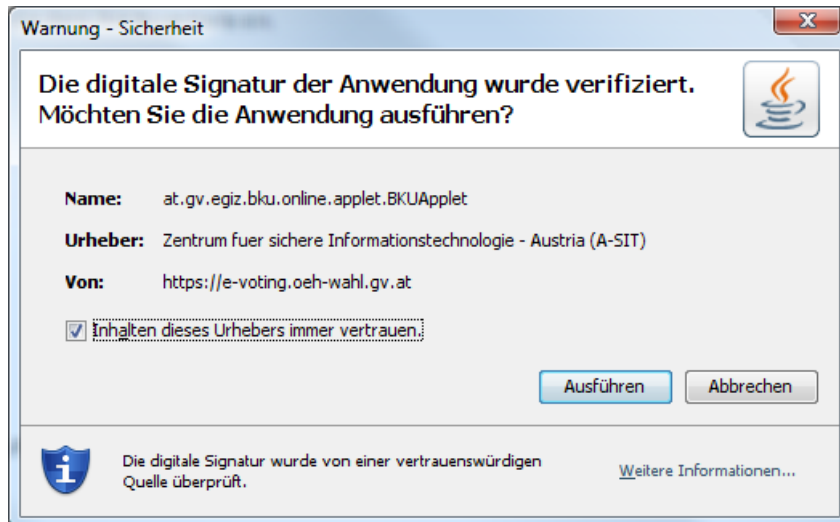 Warnung - Sicherheit
Die digitale Signatur der Anwendung wurde verifiziert.
Möchten Sie die Anwendung ausführen?
Name: at.gv.egiz.bku.online.applet.BKUApplet
Urheber: Zentrum fuer sichere Informationstechnologie - Austria (A-SIT)
Von: https://e-voting.oeh-wahl.gv.at
Inhalten dieses Urhebers immer vertrauen.
Ausführen Abbrechen
Die digitale Signatur wurde von einer vertrauenswürdigen
Quelle überprüft.
Weitere Informationen...